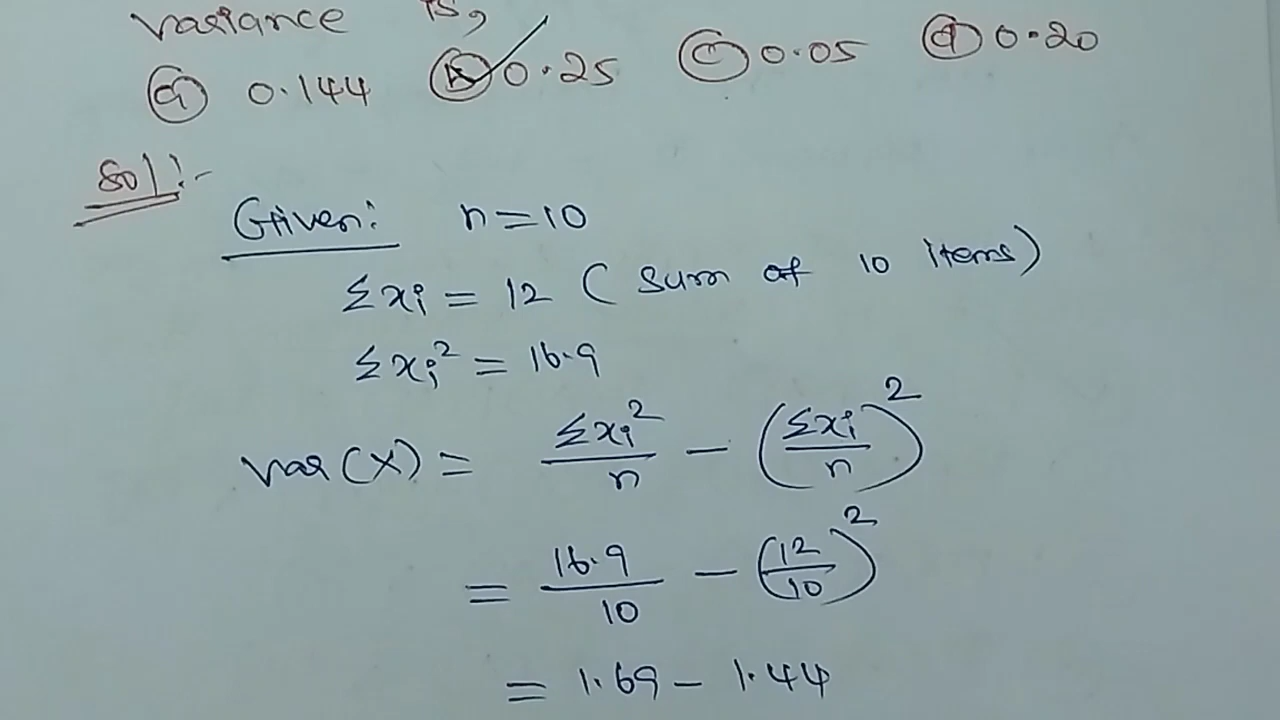 variance is,
ⓐ 0.144 ⓑ 0.25 ⓒ 0.05 ⓓ 0.20
Sol:-
Given: n=10
Σxi = 12 (Sum of 10 items)
Σxi² = 16.9
Var(X) = Σxi²/n - (Σxi/n)²
= 16.9/10 - (12/10)²
= 1.69 - 1.44